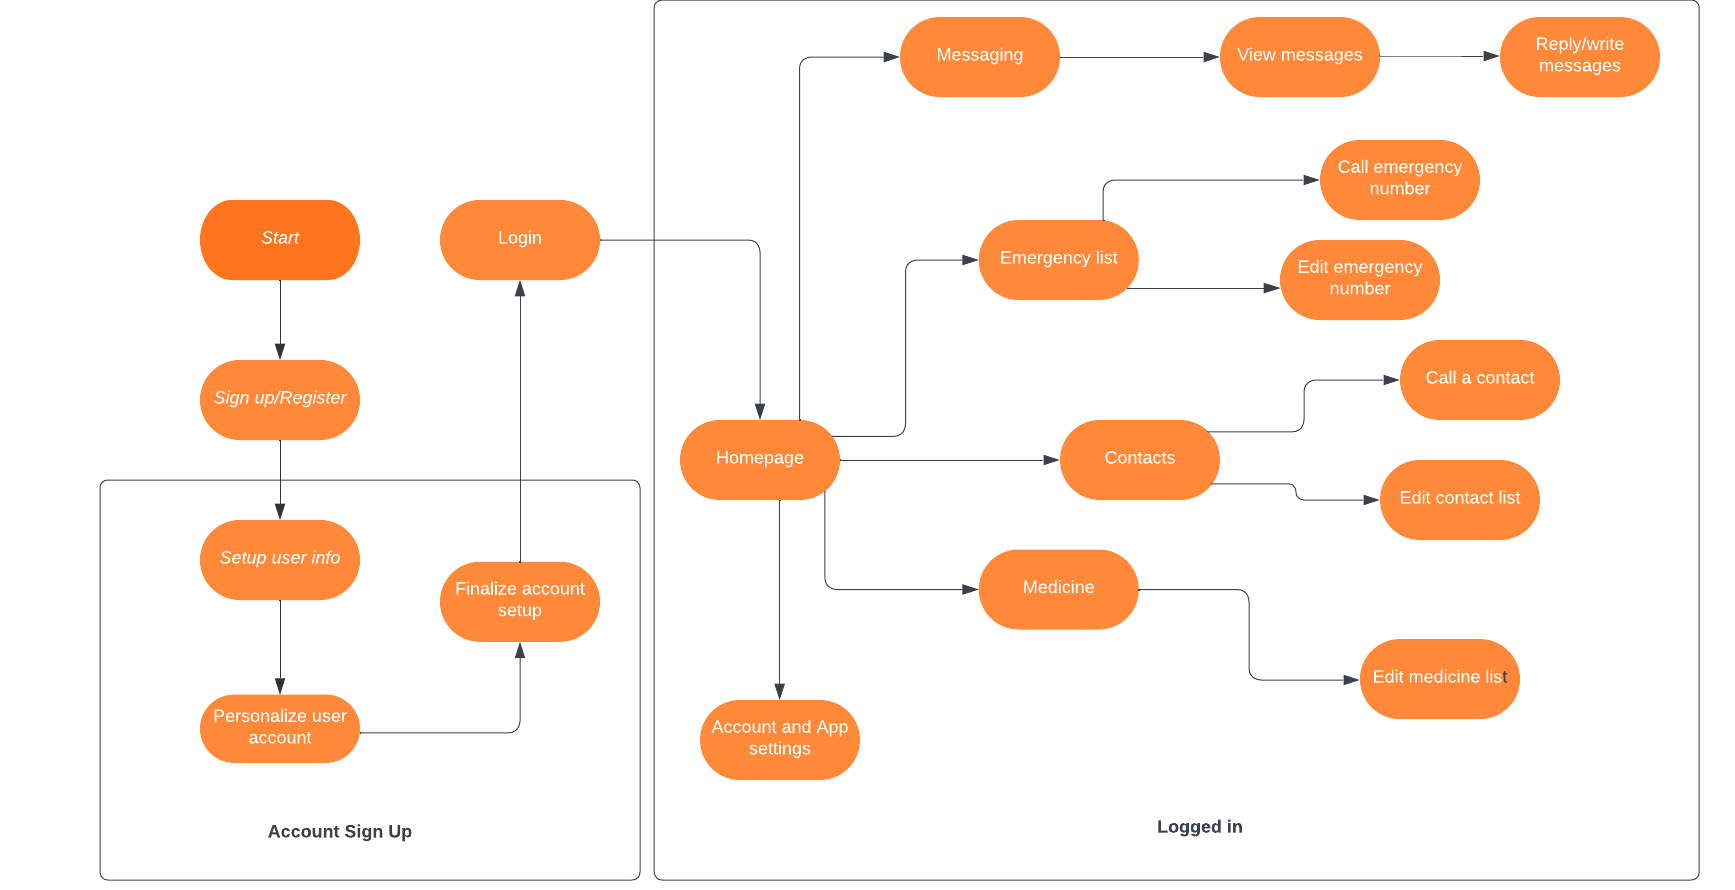 Start
Sign up/Register
Setup user info
Personalize user
account
Finalize account
setup
Login
Account Sign Up
Homepage
Messaging
View messages
Reply/write
messages
Emergency list
Call emergency
number
Edit emergency
number
Contacts
Call a contact
Edit contact list
Medicine
Edit medicine list
Account and App
settings
Logged in